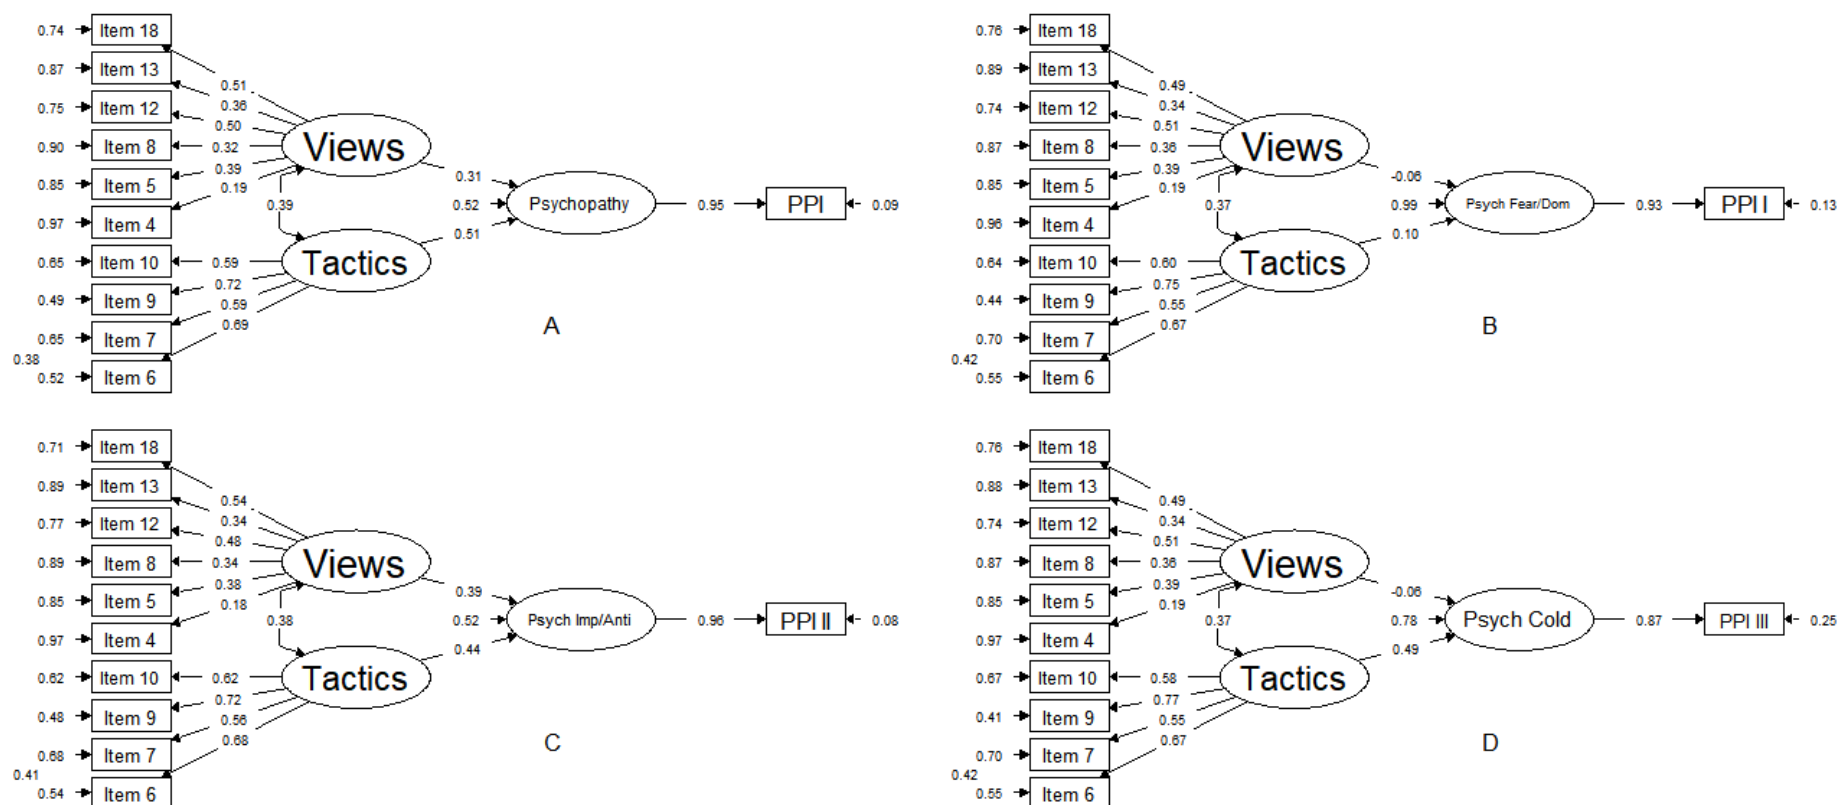 0.74 Item 18
0.87 Item 13
0.51
0.36
0.75 Item 12
0.50
0.90 Item 8 0.32 Views
0.39
0.31
0.85 Item 5
0.19
0.39 0.52 Psychopathy 0.95 PPI 0.09
0.97 Item 4
0.51
0.65 Item 10 0.59 Tactics
0.72
0.49 Item 9
0.59
0.69
A
0.65 Item 7
0.38
0.52 Item 6
0.76 Item 18
0.89 Item 13
0.49
0.34
0.74 Item 12
0.51
0.87 Item 8 0.36 Views
0.39
-0.06
0.85 Item 5
0.19
0.37 0.99 Psych Fear/Dom 0.93 PPI I 0.13
0.96 Item 4
0.10
0.64 Item 10 0.60 Tactics
0.75
0.44 Item 9
0.55
0.67
B
0.70 Item 7
0.42
0.55 Item 6
0.71 Item 18
0.89 Item 13
0.54
0.34
0.77 Item 12
0.48
0.89 Item 8 0.34 Views
0.38
0.39
0.85 Item 5
0.18
0.38 0.52 Psych Imp/Anti 0.96 PPI II 0.08
0.97 Item 4
0.44
0.62 Item 10 0.62 Tactics
0.72
0.48 Item 9
0.56
0.68
C
0.68 Item 7
0.41
0.54 Item 6
0.76 Item 18
0.88 Item 13
0.49
0.34
0.74 Item 12
0.51
0.87 Item 8 0.36 Views
0.39
-0.06
0.85 Item 5
0.19
0.37 0.78 Psych Cold 0.87 PPI III 0.25
0.97 Item 4
0.49
0.67 Item 10 0.58 Tactics
0.77
0.41 Item 9
0.55
0.67
D
0.70 Item 7
0.42
0.55 Item 6